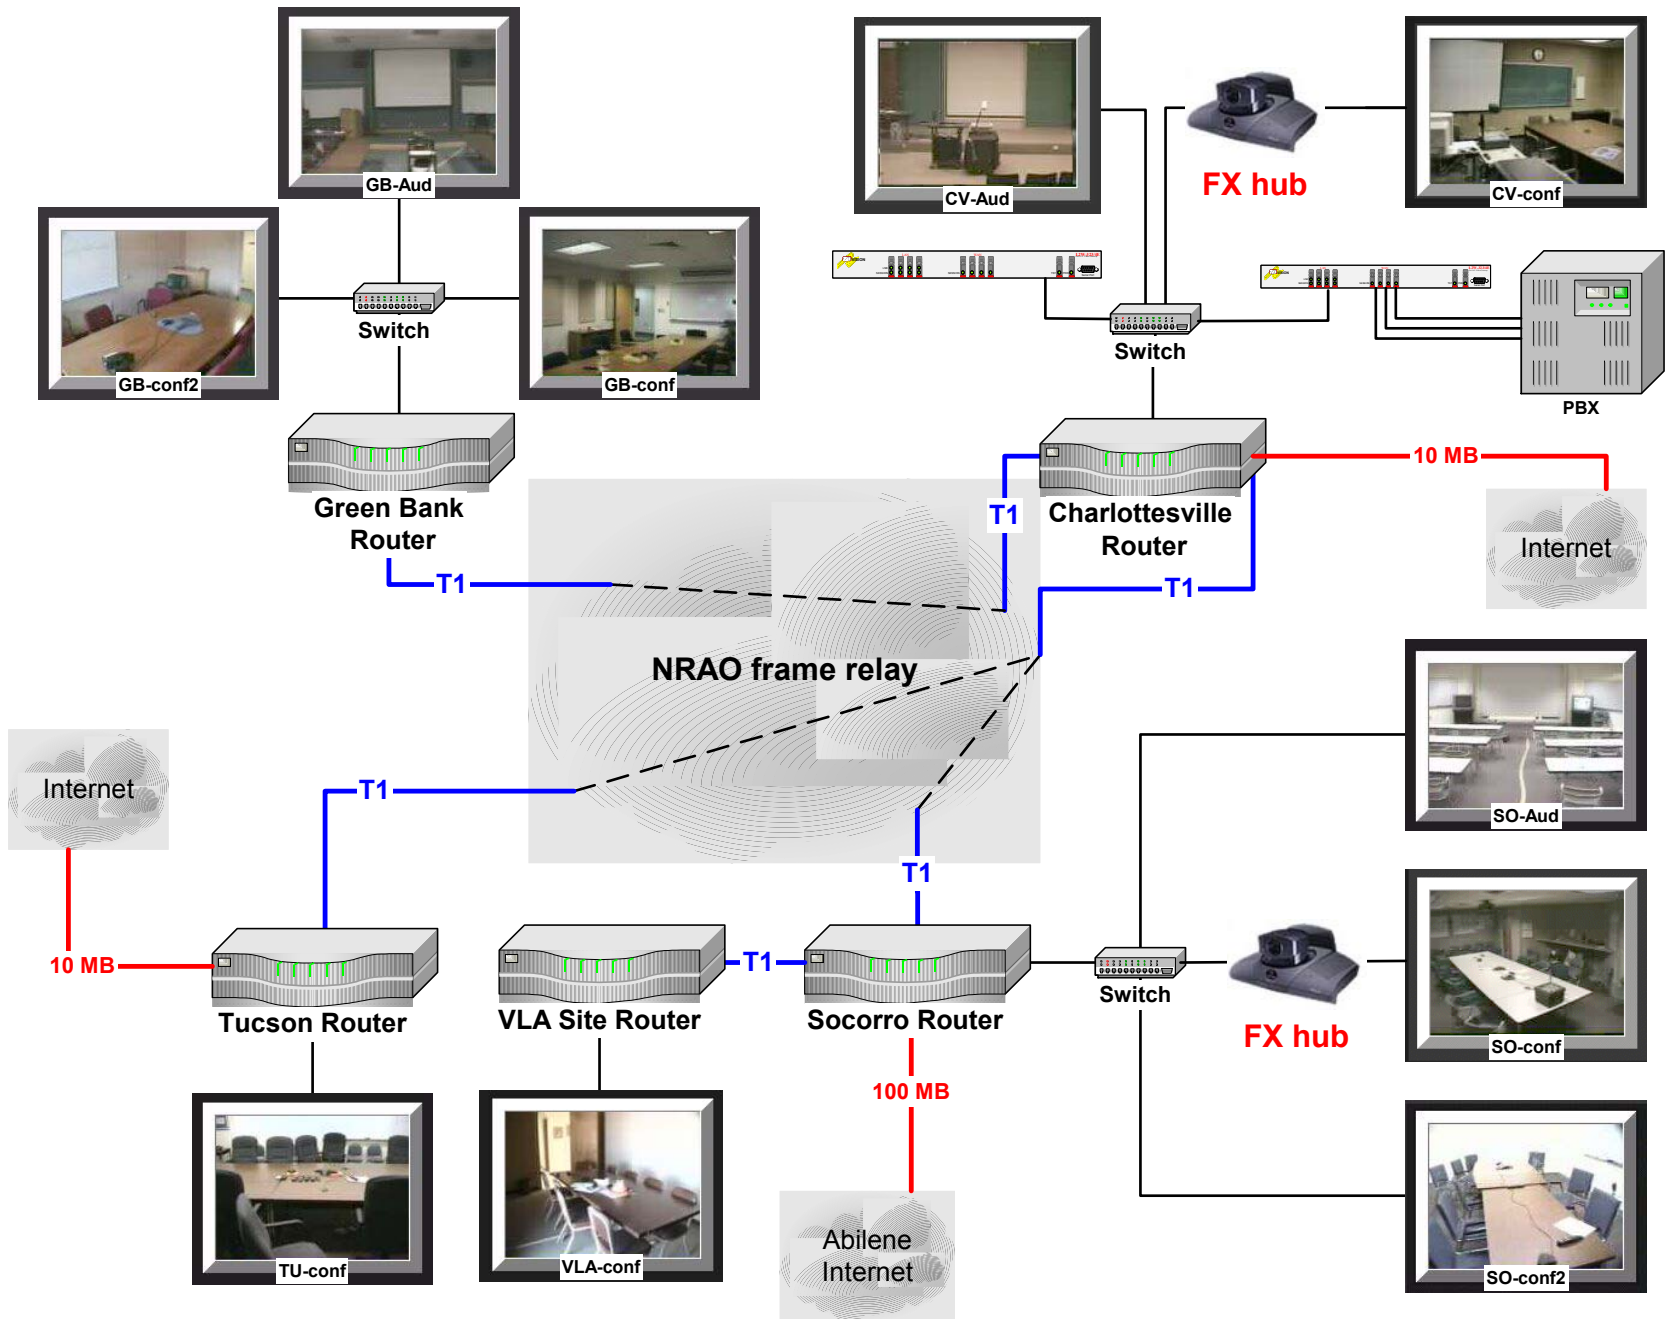 GB-Aud
GB-conf2
Switch
GB-conf
CV-Aud
FX hub
CV-conf
Switch
PBX
Green Bank
Router
Charlottesville
Router
10 MB
Internet
T1
T1
T1
NRAO frame relay
Internet
T1
T1
10 MB
Tucson Router
VLA Site Router
T1
Socorro Router
Switch
FX hub
SO-Aud
SO-conf
SO-conf2
100 MB
TU-conf
VLA-conf
Abilene
Internet